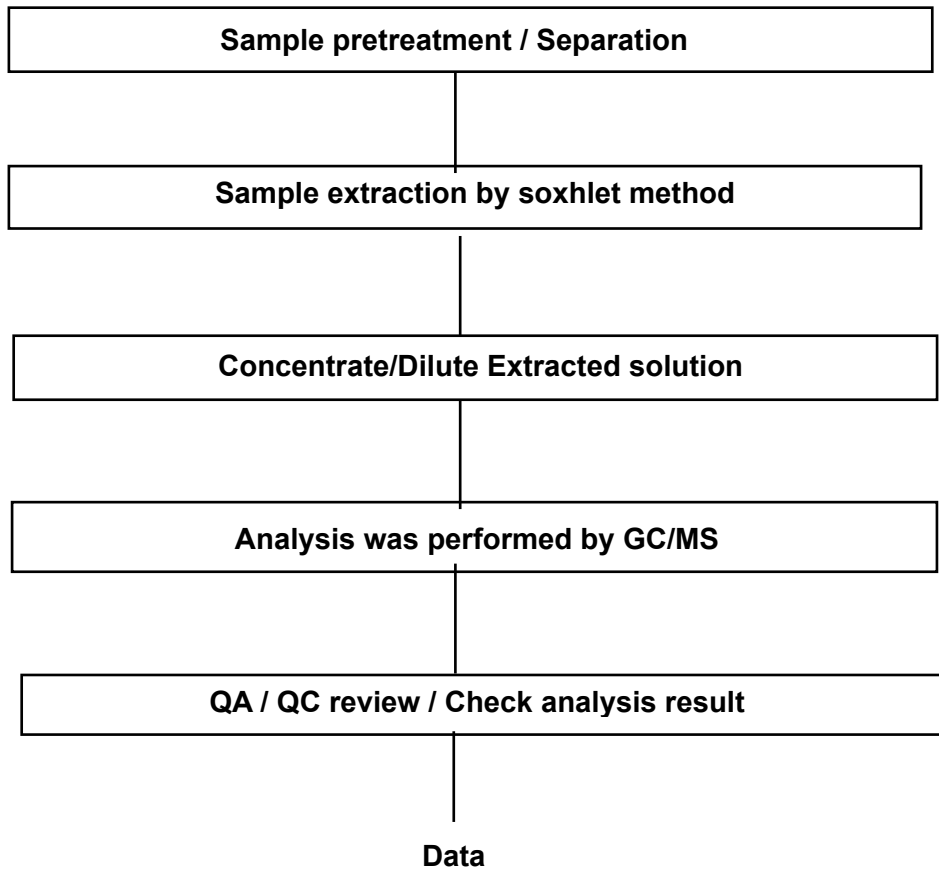 Sample pretreatment / Separation
Sample extraction by soxhlet method
Concentrate/Dilute Extracted solution
Analysis was performed by GC/MS
QA / QC review / Check analysis result
Data